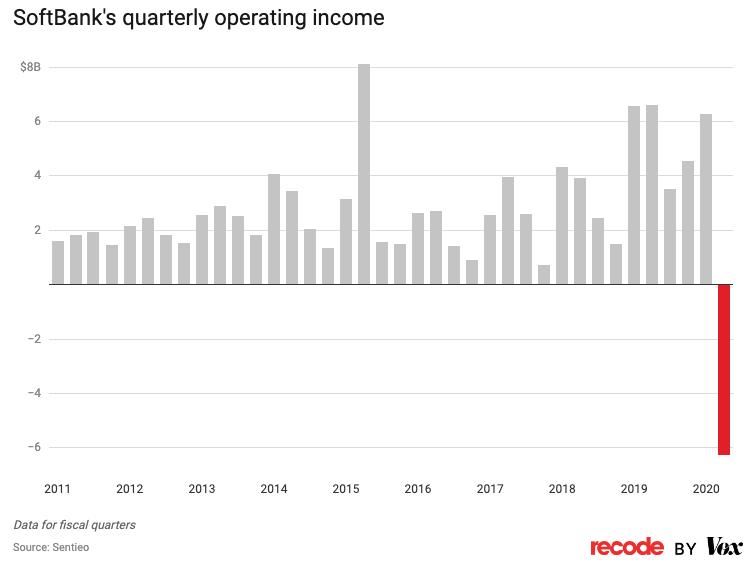 SoftBank's quarterly operating income
$8B
6
4
2
−2
−4
−6
2011 2012 2013 2014 2015 2016 2017 2018 2019 2020
Data for fiscal quarters
Source: Sentieo
recode BY Vox